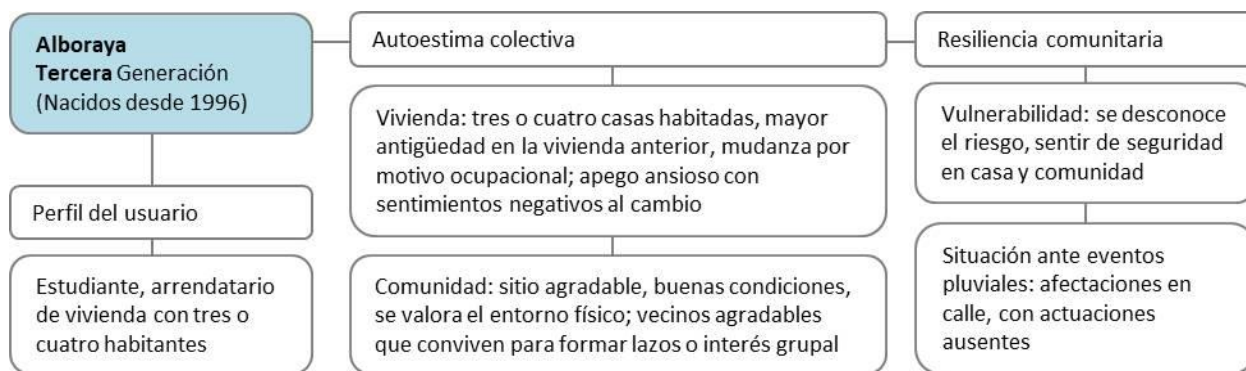 Alboraya
Tercera Generación
(Nacidos desde 1996)
Perfil del usuario
Estudiante, arrendatario
de vivienda con tres o
cuatro habitantes
Autoestima colectiva
Vivienda: tres o cuatro casas habitadas, mayor
antigüedad en la vivienda anterior, mudanza por
motivo ocupacional; apego ansioso con
sentimientos negativos al cambio
Comunidad: sitio agradable, buenas condiciones,
se valora el entorno físico; vecinos agradables
que conviven para formar lazos o interés grupal
Resiliencia comunitaria
Vulnerabilidad: se desconoce
el riesgo, sentir de seguridad
en casa y comunidad
Situación ante eventos
pluviales: afectaciones en
calle, con actuaciones
ausentes